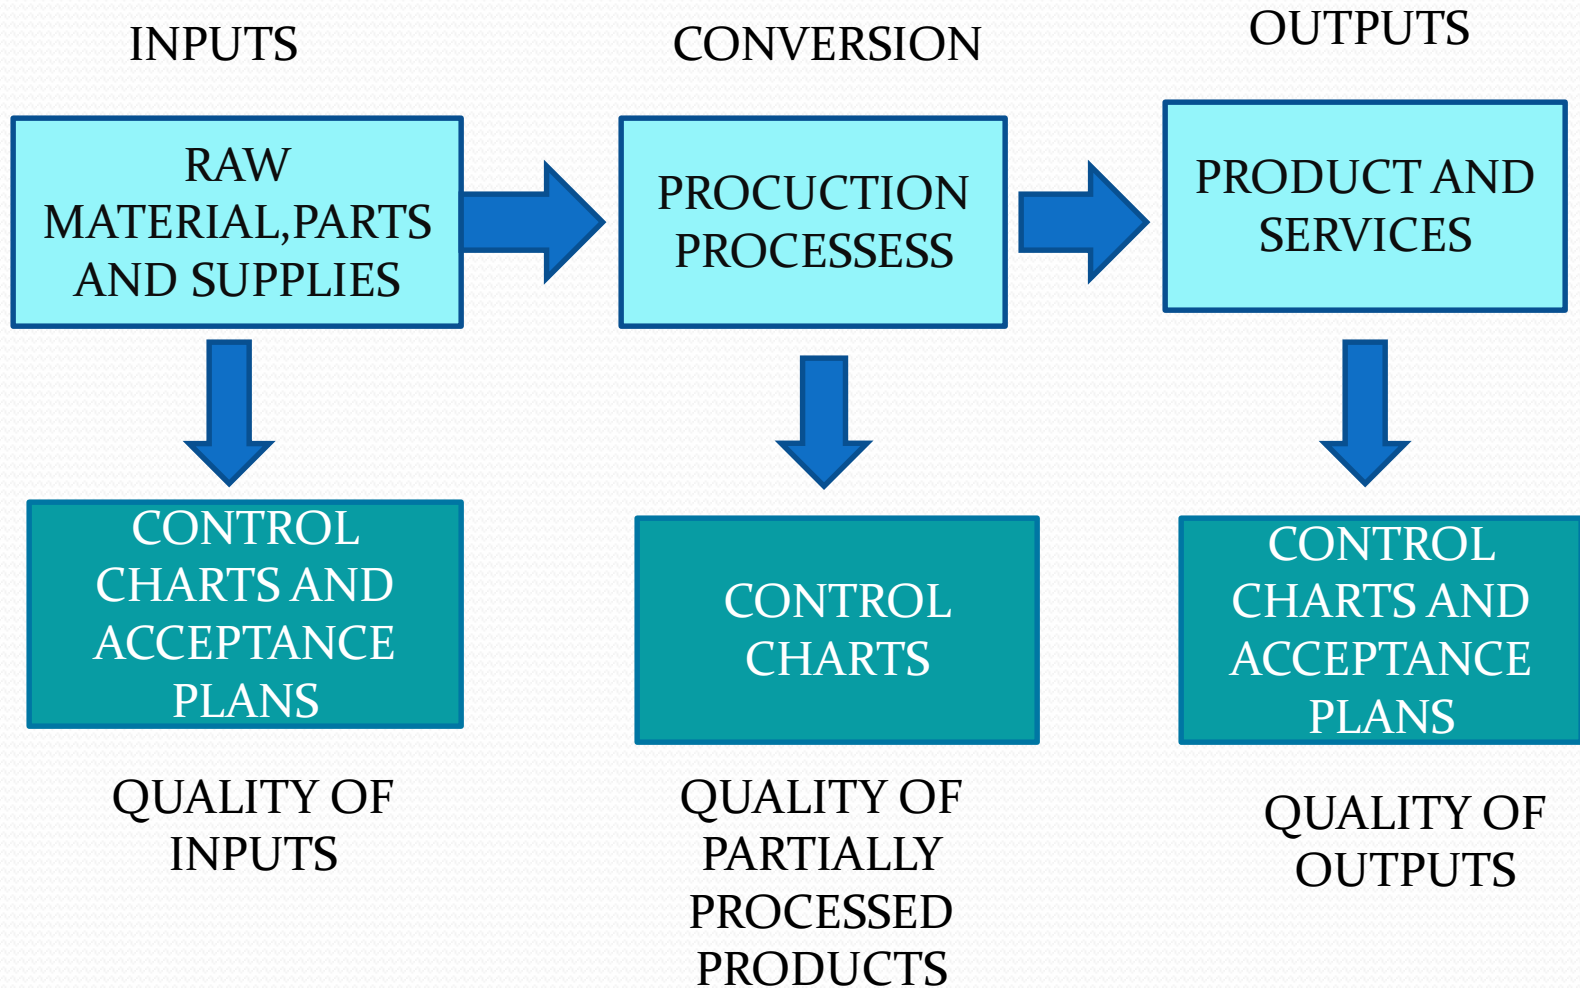 INPUTS
CONVERSION
OUTPUTS
RAW
MATERIAL,PARTS
AND SUPPLIES
PROCUCTION
PROCESSESS
PRODUCT AND
SERVICES
CONTROL
CHARTS AND
ACCEPTANCE
PLANS
CONTROL
CHARTS
CONTROL
CHARTS AND
ACCEPTANCE
PLANS
QUALITY OF
INPUTS
QUALITY OF
PARTIALLY
PROCESSED
PRODUCTS
QUALITY OF
OUTPUTS